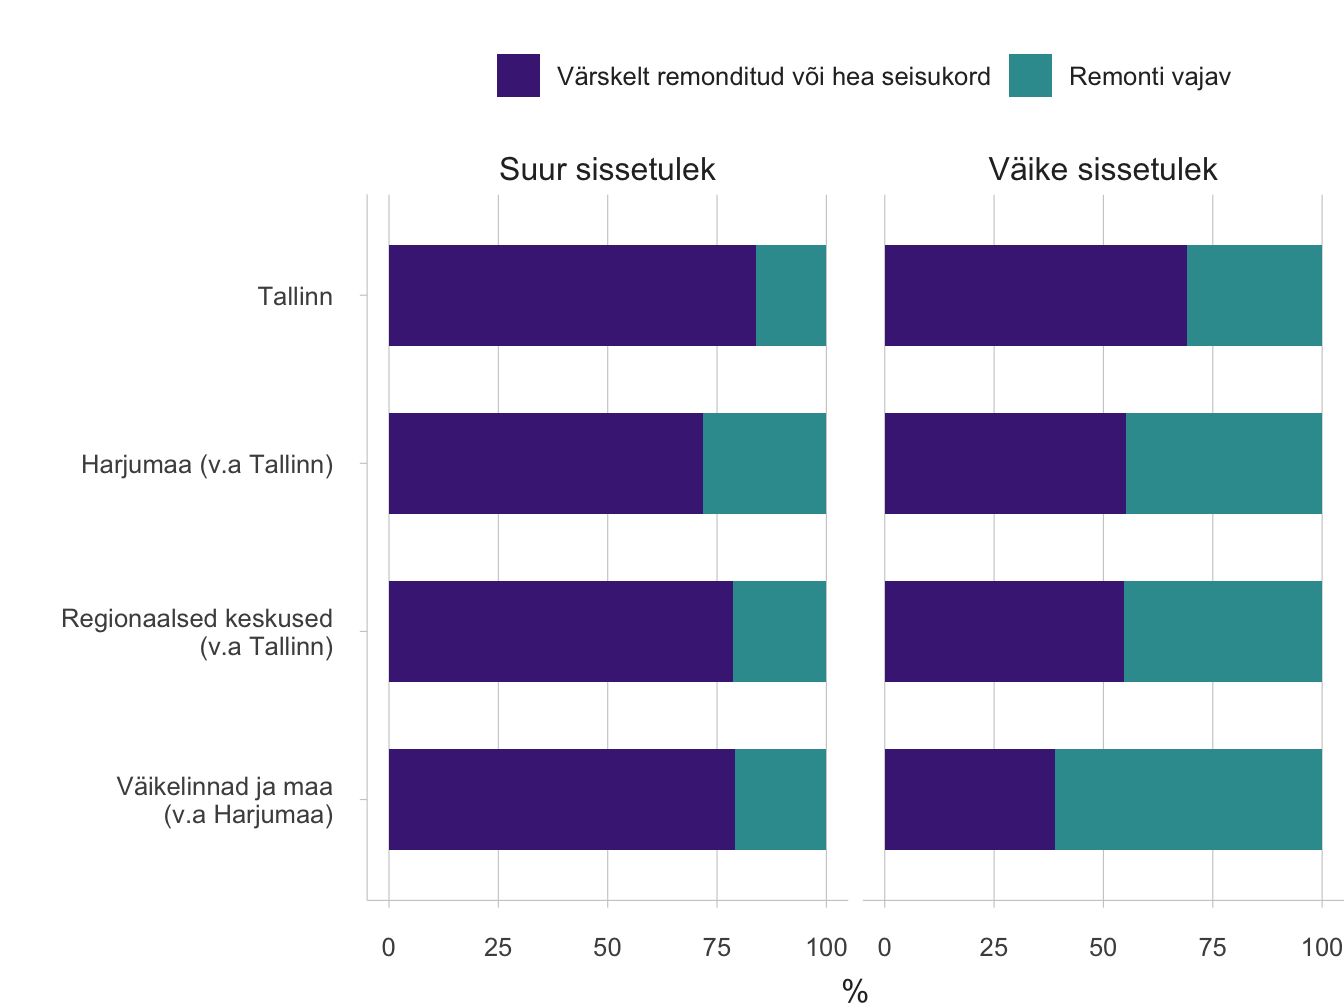 Värskelt remonditud või hea seisukord
Remonti vajav
Suur sissetulek
Väike sissetulek
Tallinn
Harjumaa (v.a Tallinn)
Regionaalsed keskused
(v.a Tallinn)
Väikelinnad ja maa
(v.a Harjumaa)
0 25 50 75 100
0 25 50 75 100
%